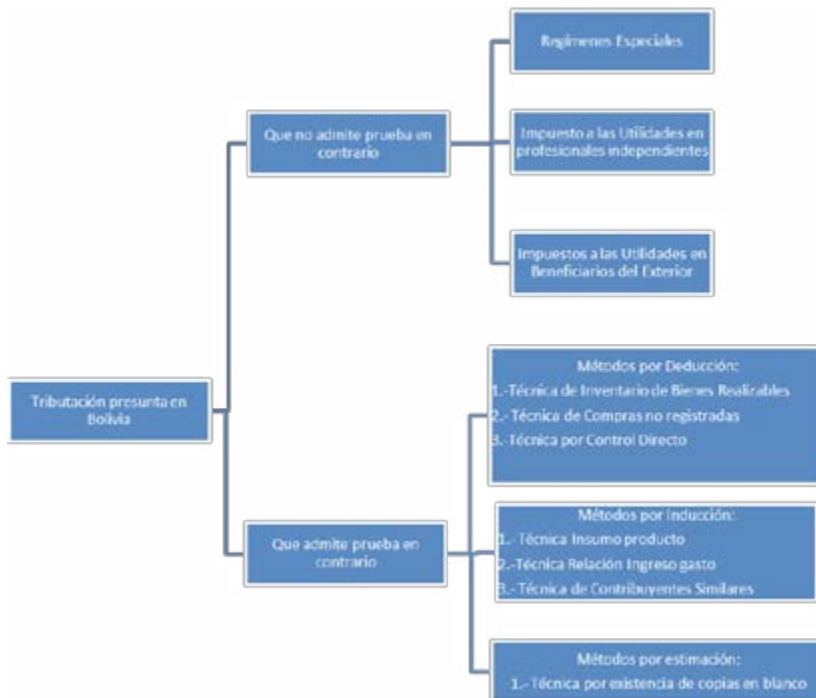 Regímenes Especiales
Que no admite prueba en
contrario
Impuesto a las Utilidades en
profesionales independientes
Impuestos a las Utilidades en
Beneficiarios del Exterior
Tributación presunta en
Bolivia
Métodos por Deducción:
1.-Técnica de Inventario de Bienes Realizables
2.- Técnica de Compras no registradas
3.-Técnica por Control Directo
Que admite prueba en
contrario
Métodos por Inducción:
1.- Técnica Insumo producto
2.-Técnica Relación Ingreso gasto
3.-Técnica de Contribuyentes Similares
Métodos por estimación:
1.-Técnica por existencia de copias en blanco